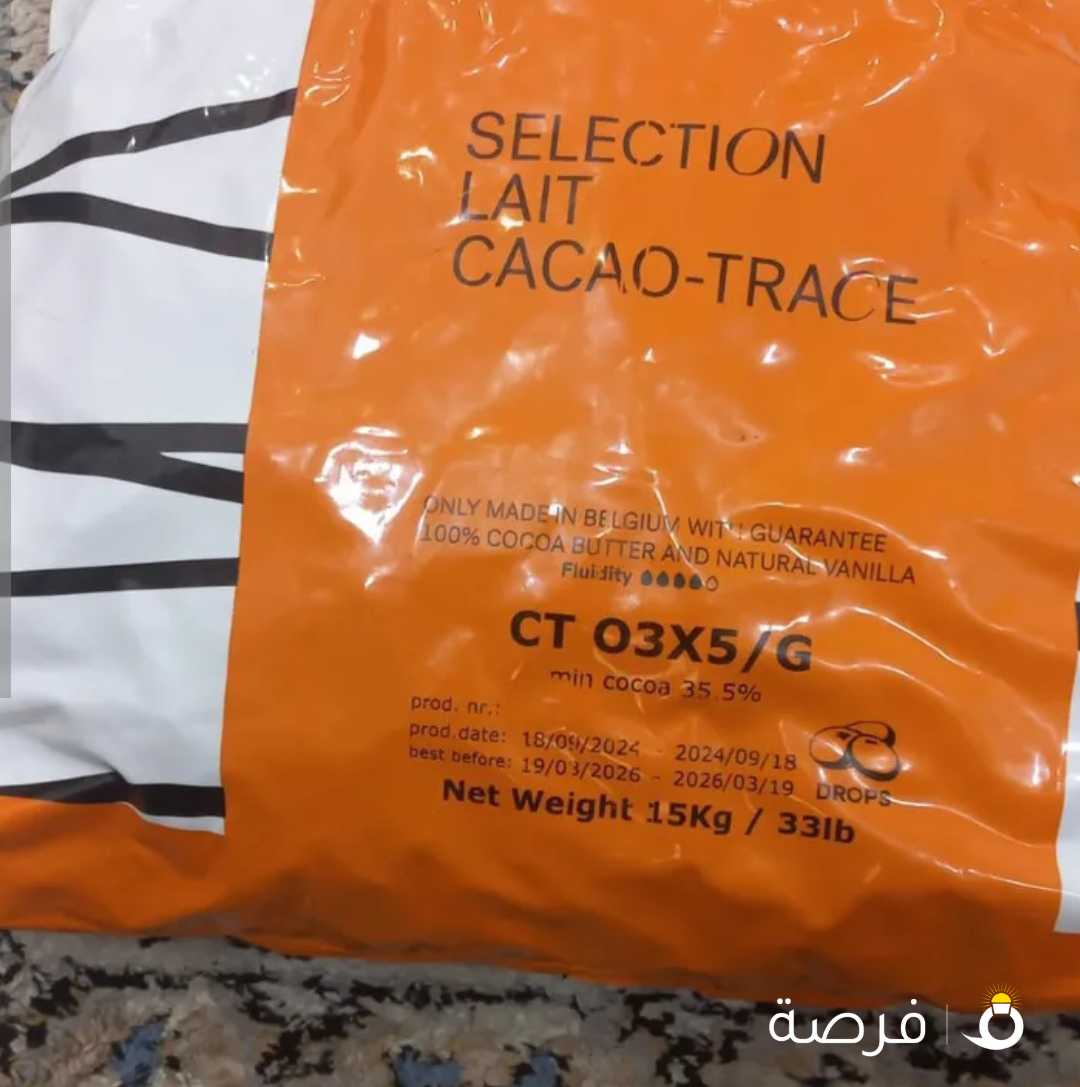 SELECTION
LAIT
CACAO-TRACE
ONLY MADE IN BELGIUM WITH GUARANTEE
100% COCOA BUTTER AND NATURAL VANILLA
Fluidity
CT O3X5/G
min cocoa 35.5%
prod. nr.:
prod.date: 18/09/2024 - 2024/09/18
best before: 19/03/2026 - 2026/03/19
DROPS
Net Weight 15Kg / 33lb
فرصة